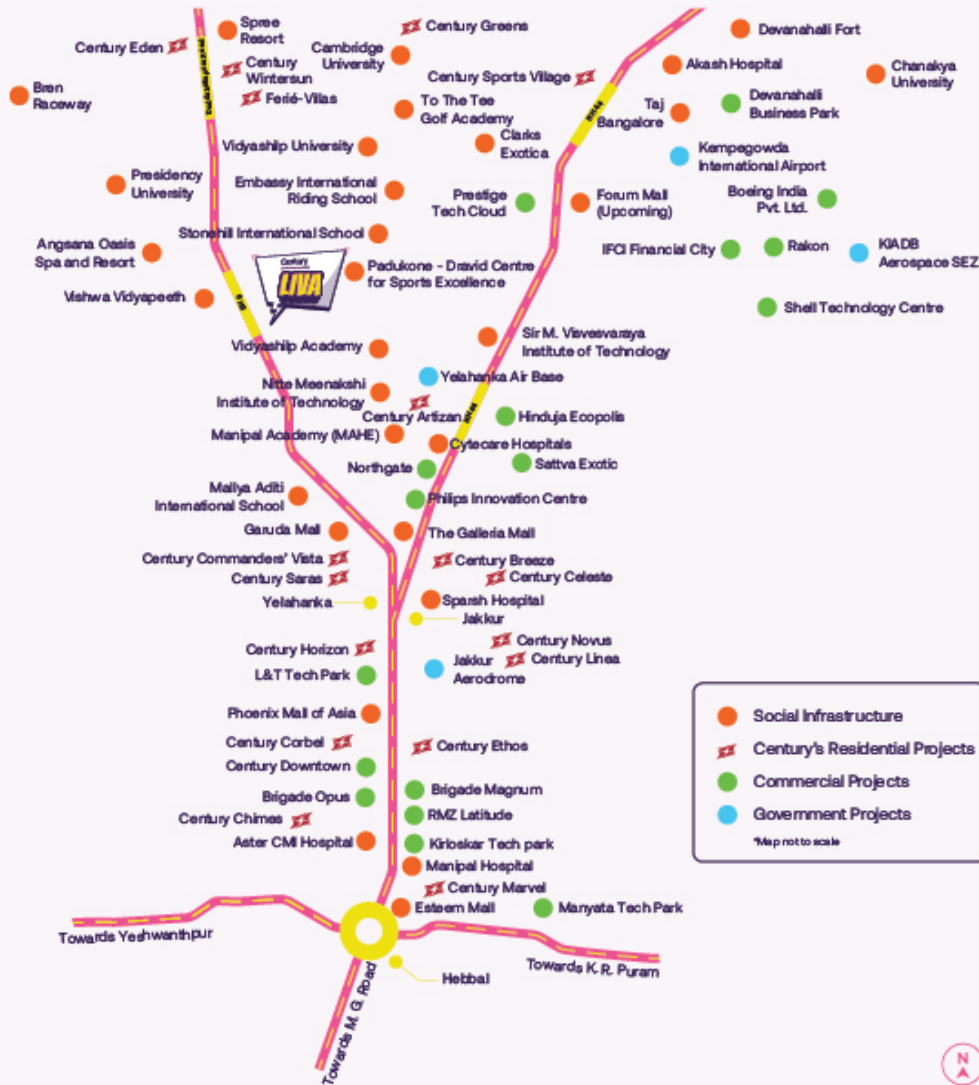 Spree
Resort
Century Eden
Century Greens
Devanahalli Fort
Cambridge
University
Century
Wintersun
Akash Hospital
Chanakya
University
Century Sports Village
Bren
Raceway
Ferié-Villas
To The Tee
Golf Academy
Taj
Bangalore
Devanahalli
Business Park
NH44
Clarks
Exotica
Vidyashilp University
Kempegowda
International Airport
Presidency
University
Embassy International
Riding School
Prestige
Tech Cloud
Forum Mall
(Upcoming)
Boeing India
Pvt. Ltd.
Stonehill International School
Angsana Oasis
Spa and Resort
IFCI Financial City
Rakon
KIADB
Aerospace SEZ
Century
LIVA
Padukone - Dravid Centre
for Sports Excellence
Vishwa Vidyapeeth
SH 9
Shell Technology Centre
Sir M. Visvesvaraya
Institute of Technology
Vidyashilp Academy
Yelahanka Air Base
Nitte Meenakshi
Institute of Technology
Century Artizan
NH44
Hinduja Ecopolis
Manipal Academy (MAHE)
Cytecare Hospitals
Northgate
Sattva Exotic
Mallya Aditi
International School
Philips Innovation Centre
Garuda Mall
The Galleria Mall
Century Commanders' Vista
Century Breeze
Century Saras
Century Celeste
Yelahanka
Sparsh Hospital
Jakkur
Century Horizon
Century Novus
L&T Tech Park
Jakkur
Aerodrome
Century Linea
Phoenix Mall of Asia
Century Corbel
Century Ethos
Century Downtown
Brigade Opus
Brigade Magnum
Century Chimes
RMZ Latitude
Aster CMI Hospital
Kirloskar Tech park
Manipal Hospital
Century Marvel
Esteem Mall
Manyata Tech Park
Towards Yeshwanthpur
Towards K.R. Puram
Hebbal
Towards M. G. Road
Social Infrastructure
Century's Residential Projects
Commercial Projects
Government Projects
*Map not to scale
N